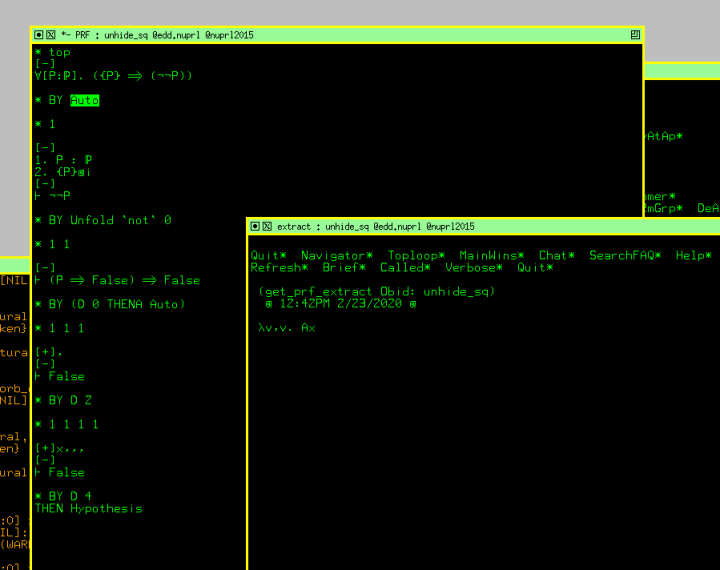 *- PRF : unhide_sq @edd.nuprl @nuprl2015
* top
[-]
∀[P:ℙ]. ({P} ⇒ (¬¬P))
* BY Auto
* 1
[-]
1. P : ℙ
2. {P}@i
[-]
⊢ ¬¬P
* BY Unfold `not` 0
* 1 1
[-]
⊢ (P ⇒ False) ⇒ False
* BY (D 0 THENA Auto)
* 1 1 1
[+],
[-]
⊢ False
* BY D 2
* 1 1 1 1
[+]x,,,
[-]
⊢ False
* BY D 4
THEN Hypothesis
extract : unhide_sq @edd.nuprl @nuprl2015
Quit* Navigator* Toploop* MainWins* Chat* SearchFAQ* Help*
Refresh* Brief* Called* Verbose* Quit*
(get_prf_extract Obid: unhide_sq)
@ 12:42PM 2/23/2020 @
λv,v. Ax
AtAp*
mer*
mGrp* DeA
[NIL
ural
ken}
tura
orb_
NIL]
ral,
en}
ural
:O]
IL]:
(WAR
:O]